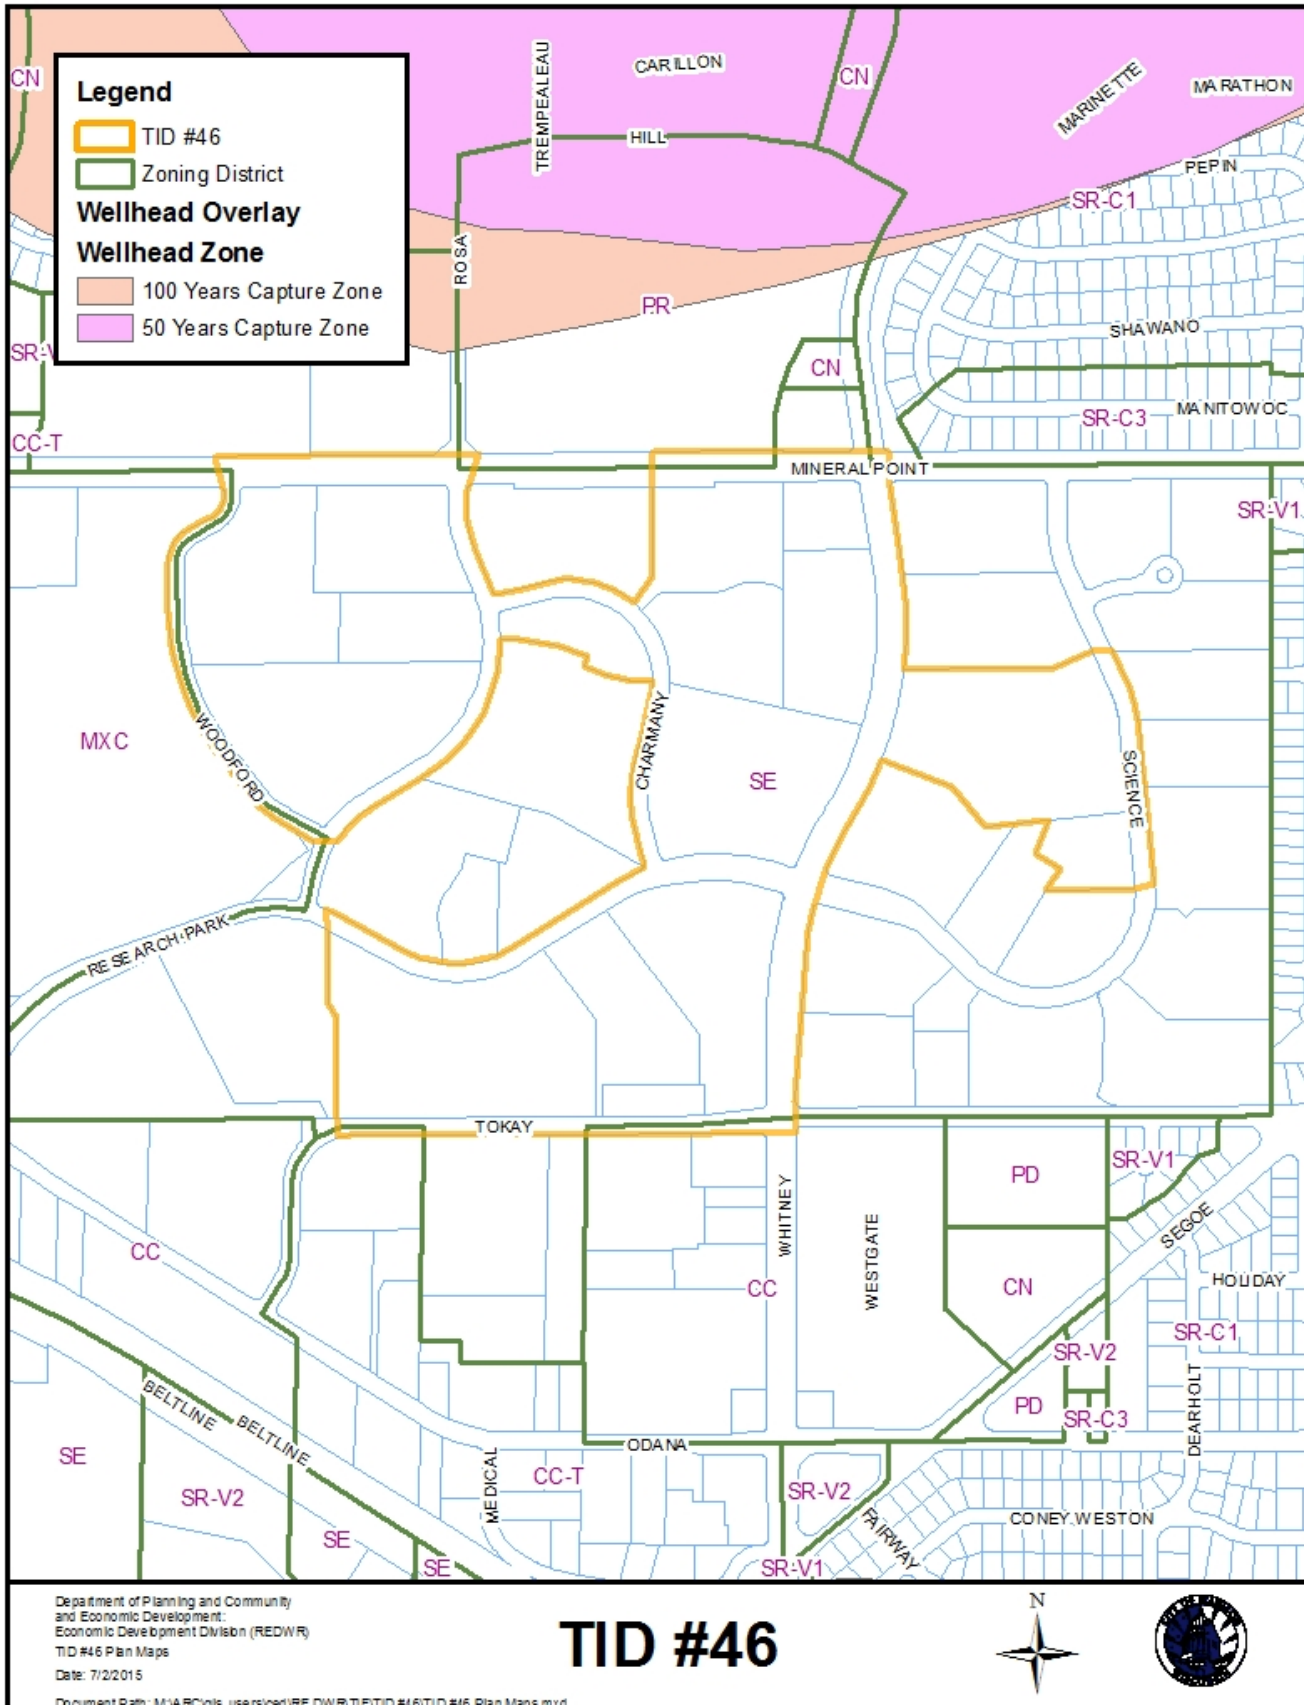 CN
Legend
TID #46
Zoning District
Wellhead Overlay
Wellhead Zone
100 Years Capture Zone
50 Years Capture Zone
TREMPEALEAU
CARILLON
CN
MARINETTE
MARATHON
HILL
PEPIN
SR-C1
ROSA
PR
SHAWANO
SR-V
CN
MANITOWOC
SR-C3
CC-T
MINERAL POINT
SR-V1
MXC
WOODFORD
CHARMANY
SE
SCIENCE
RESEARCH PARK
TOKAY
PD
SR-V1
WHITNEY
WESTGATE
SEGOE
CC
CC
CN
HOLIDAY
SR-C1
SR-V2
BELTLINE
BELTLINE
PD
SR-C3
DEARHOLT
SE
ODANA
MEDICAL
CC-T
SR-V2
SR-V2
FAIRWAY
CONEY WESTON
SE
SE
SR-V1
Department of Planning and Community
and Economic Development:
Economic Development Division (REDWR)
TID #46 Plan Maps
Date: 7/2/2015
TID #46
N